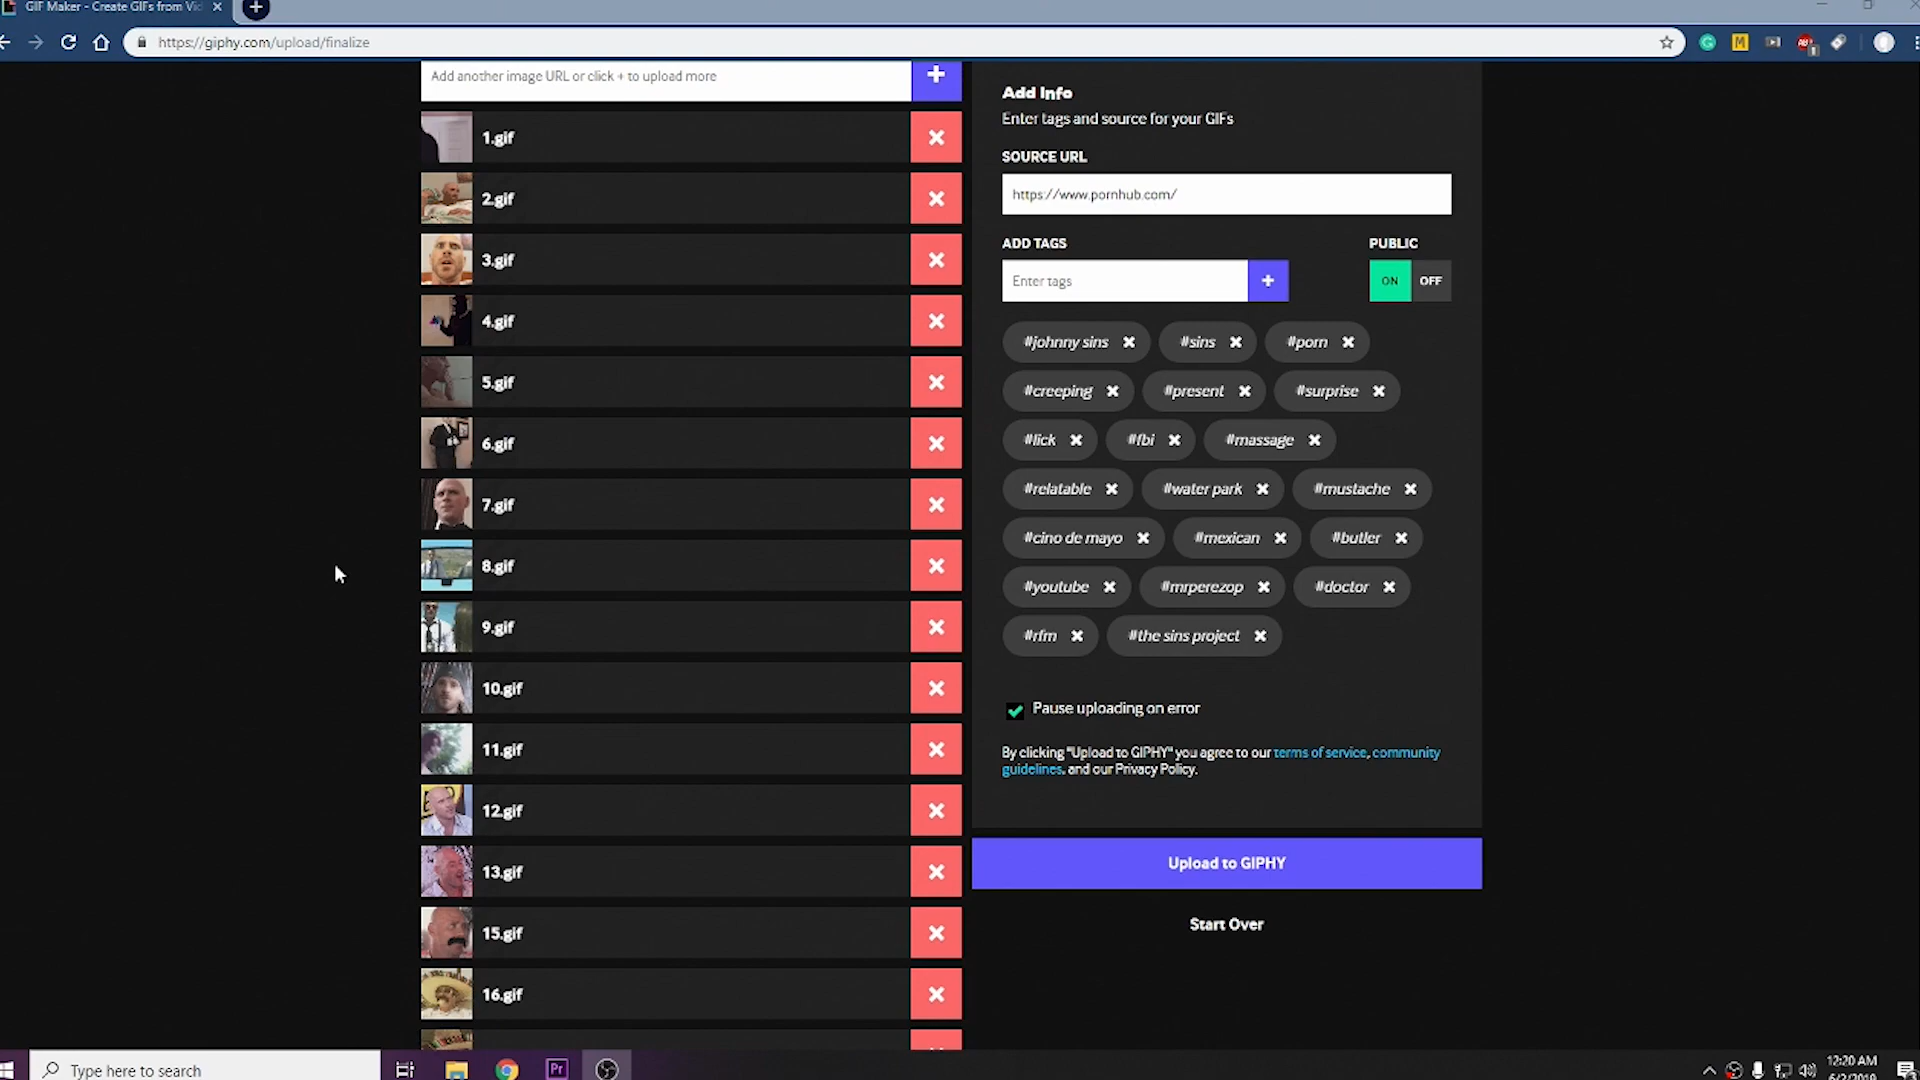 GIF Maker - Create GIFs from Vid
https://giphy.com/upload/finalize
Add another image URL or click + to upload more
1.gif
2.gif
3.gif
4.gif
5.gif
6.gif
7.gif
8.gif
9.gif
10.gif
11.gif
12.gif
13.gif
15.gif
16.gif
Add Info
Enter tags and source for your GIFs
SOURCE URL
https://www.pornhub.com/
ADD TAGS PUBLIC
Enter tags + ON OFF
#johnny sins #sins #porn
#creeping #present #surprise
#lick #fbi #massage
#relatable #water park #mustache
#cino de mayo #mexican #butler
#youtube #mrperezop #doctor
#rfm #the sins project
Pause uploading on error
By clicking "Upload to GIPHY" you agree to our terms of service, community
guidelines, and our Privacy Policy.
Upload to GIPHY
Start Over
Type here to search
Pr
12:20 AM
6/2/2019